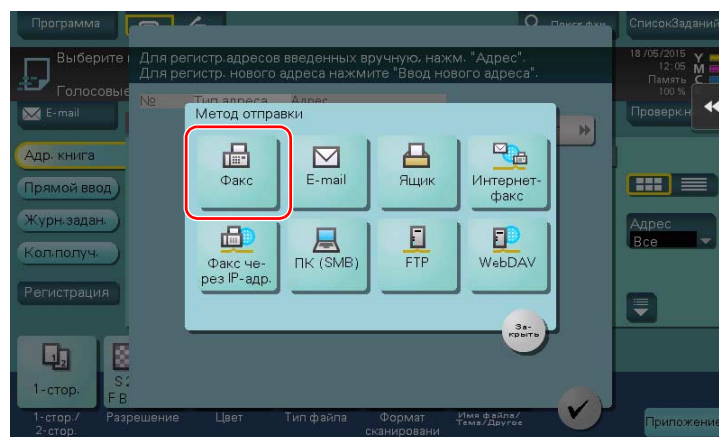 Программа
СписокЗаданий
Выберите
Голосовые
Для регистр.адресов введенных вручную, нажм. "Адрес".
Для регистр. нового адреса нажмите "Ввод нового адреса".
18/05/2015
12:05
Память
100 %
Y
M
C
№ Тип адреса Адрес
E-mail
Проверк.н
Метод отправки
Адр. книга
Прямой ввод
Журн.задан.
Кол.получ.
Регистрация
Факс
E-mail
Ящик
Интернет-
факс
Факс че-
рез IP-адр.
ПК (SMB)
FTP
WebDAV
Адрес
Все
За-
крыть
1-стор.
1-стор./
2-стор.
Разрешение
Цвет
Тип файла
Формат
сканировани
Имя файла/
Тема/Другое
Приложение